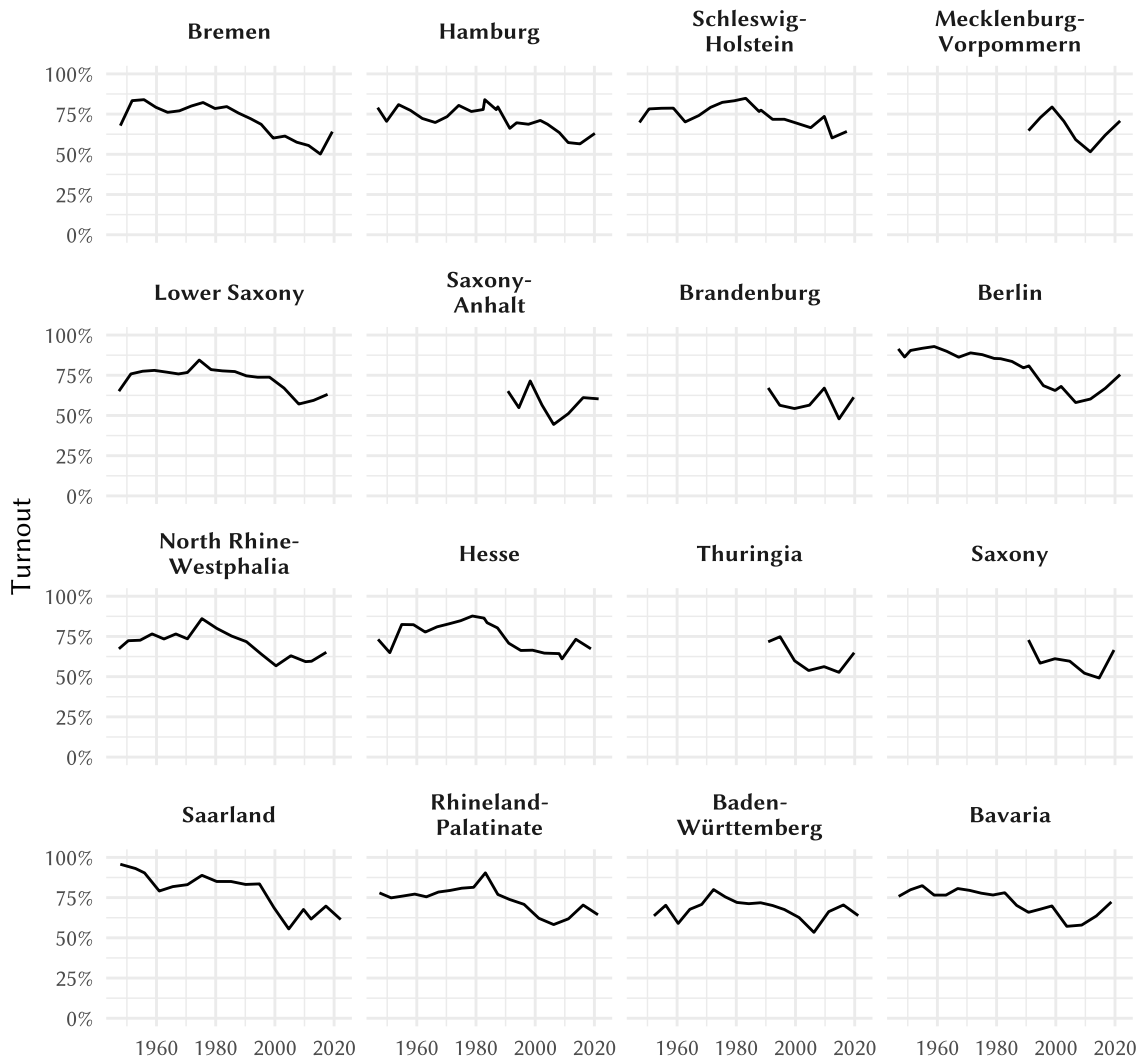 Bremen
Hamburg
Schleswig-
Holstein
Mecklenburg-
Vorpommern
100%
75%
50%
25%
0%
Lower Saxony
Saxony-
Anhalt
Brandenburg
Berlin
100%
75%
50%
25%
0%
Turnout
North Rhine-
Westphalia
Hesse
Thuringia
Saxony
100%
75%
50%
25%
0%
Saarland
Rhineland-
Palatinate
Baden-
Württemberg
Bavaria
100%
75%
50%
25%
0%
1960 1980 2000 2020
1960 1980 2000 2020
1960 1980 2000 2020
1960 1980 2000 2020